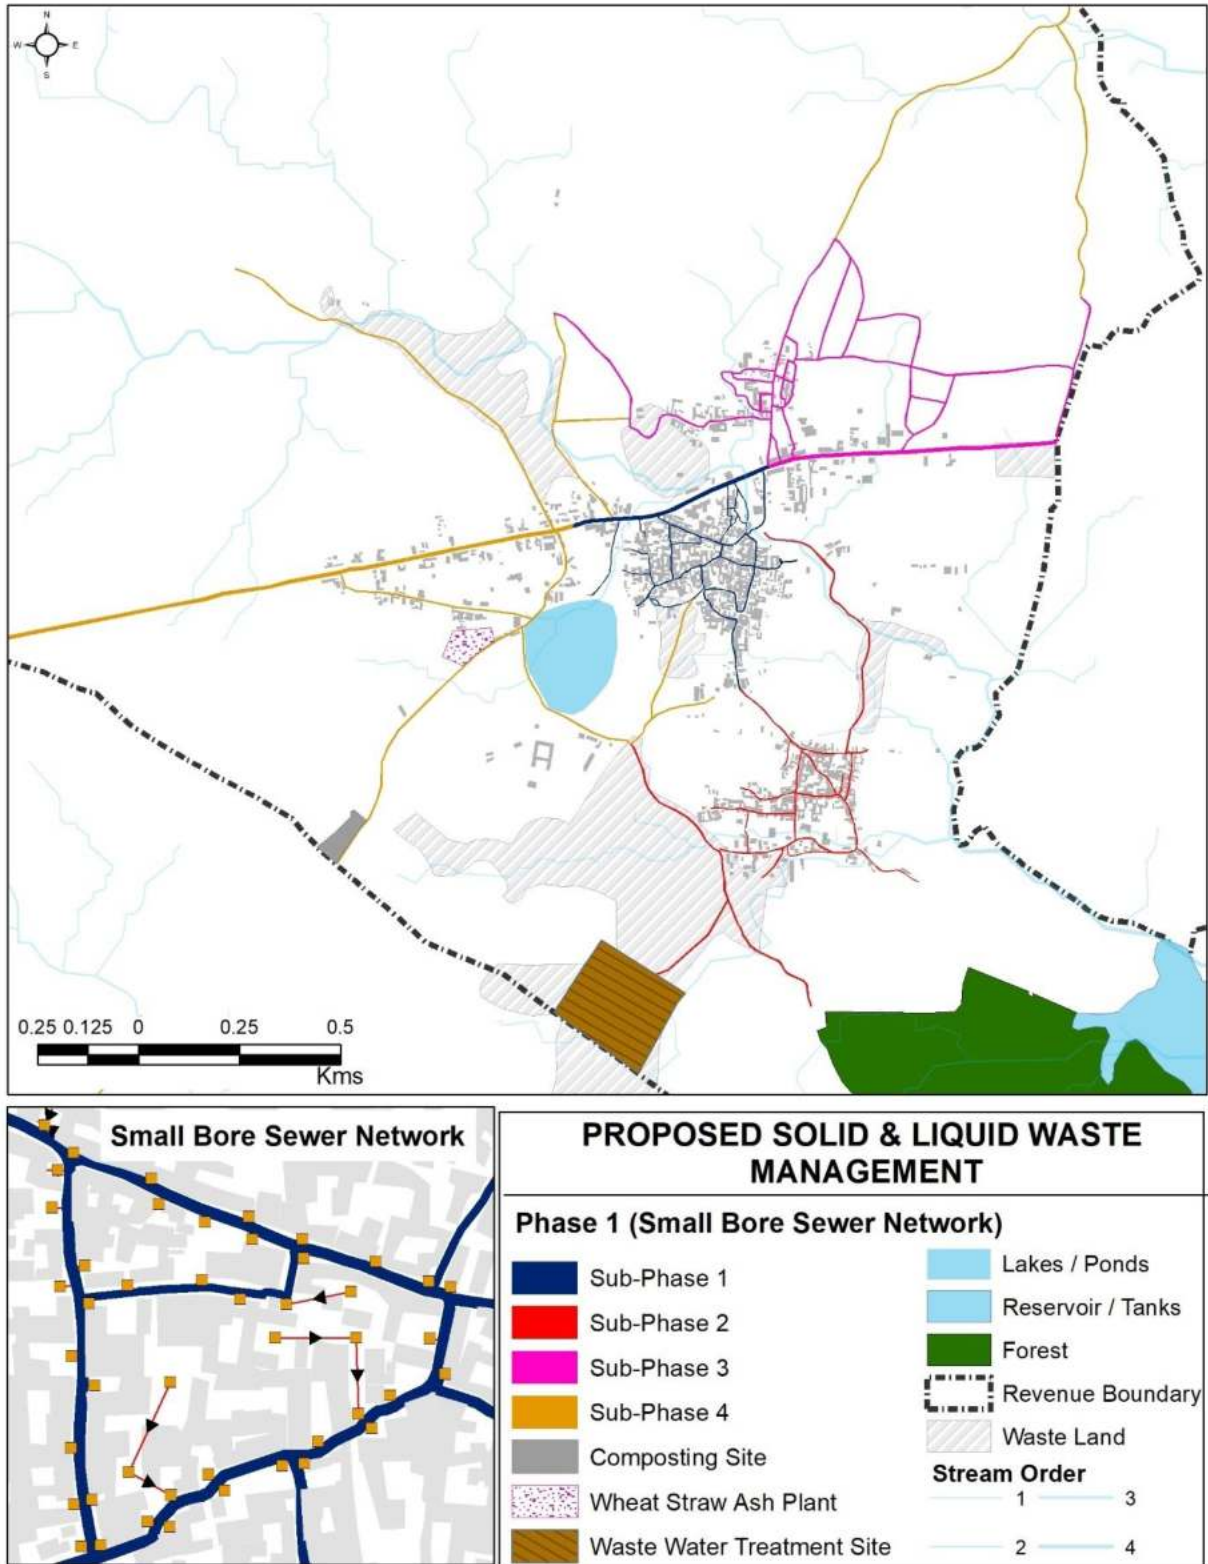 N
W E
S
0.25 0.125 0 0.25 0.5
Kms
Small Bore Sewer Network
PROPOSED SOLID & LIQUID WASTE
MANAGEMENT
Phase 1 (Small Bore Sewer Network)
Sub-Phase 1
Sub-Phase 2
Sub-Phase 3
Sub-Phase 4
Composting Site
Wheat Straw Ash Plant
Waste Water Treatment Site
Lakes / Ponds
Reservoir / Tanks
Forest
Revenue Boundary
Waste Land
Stream Order
1 3
2 4